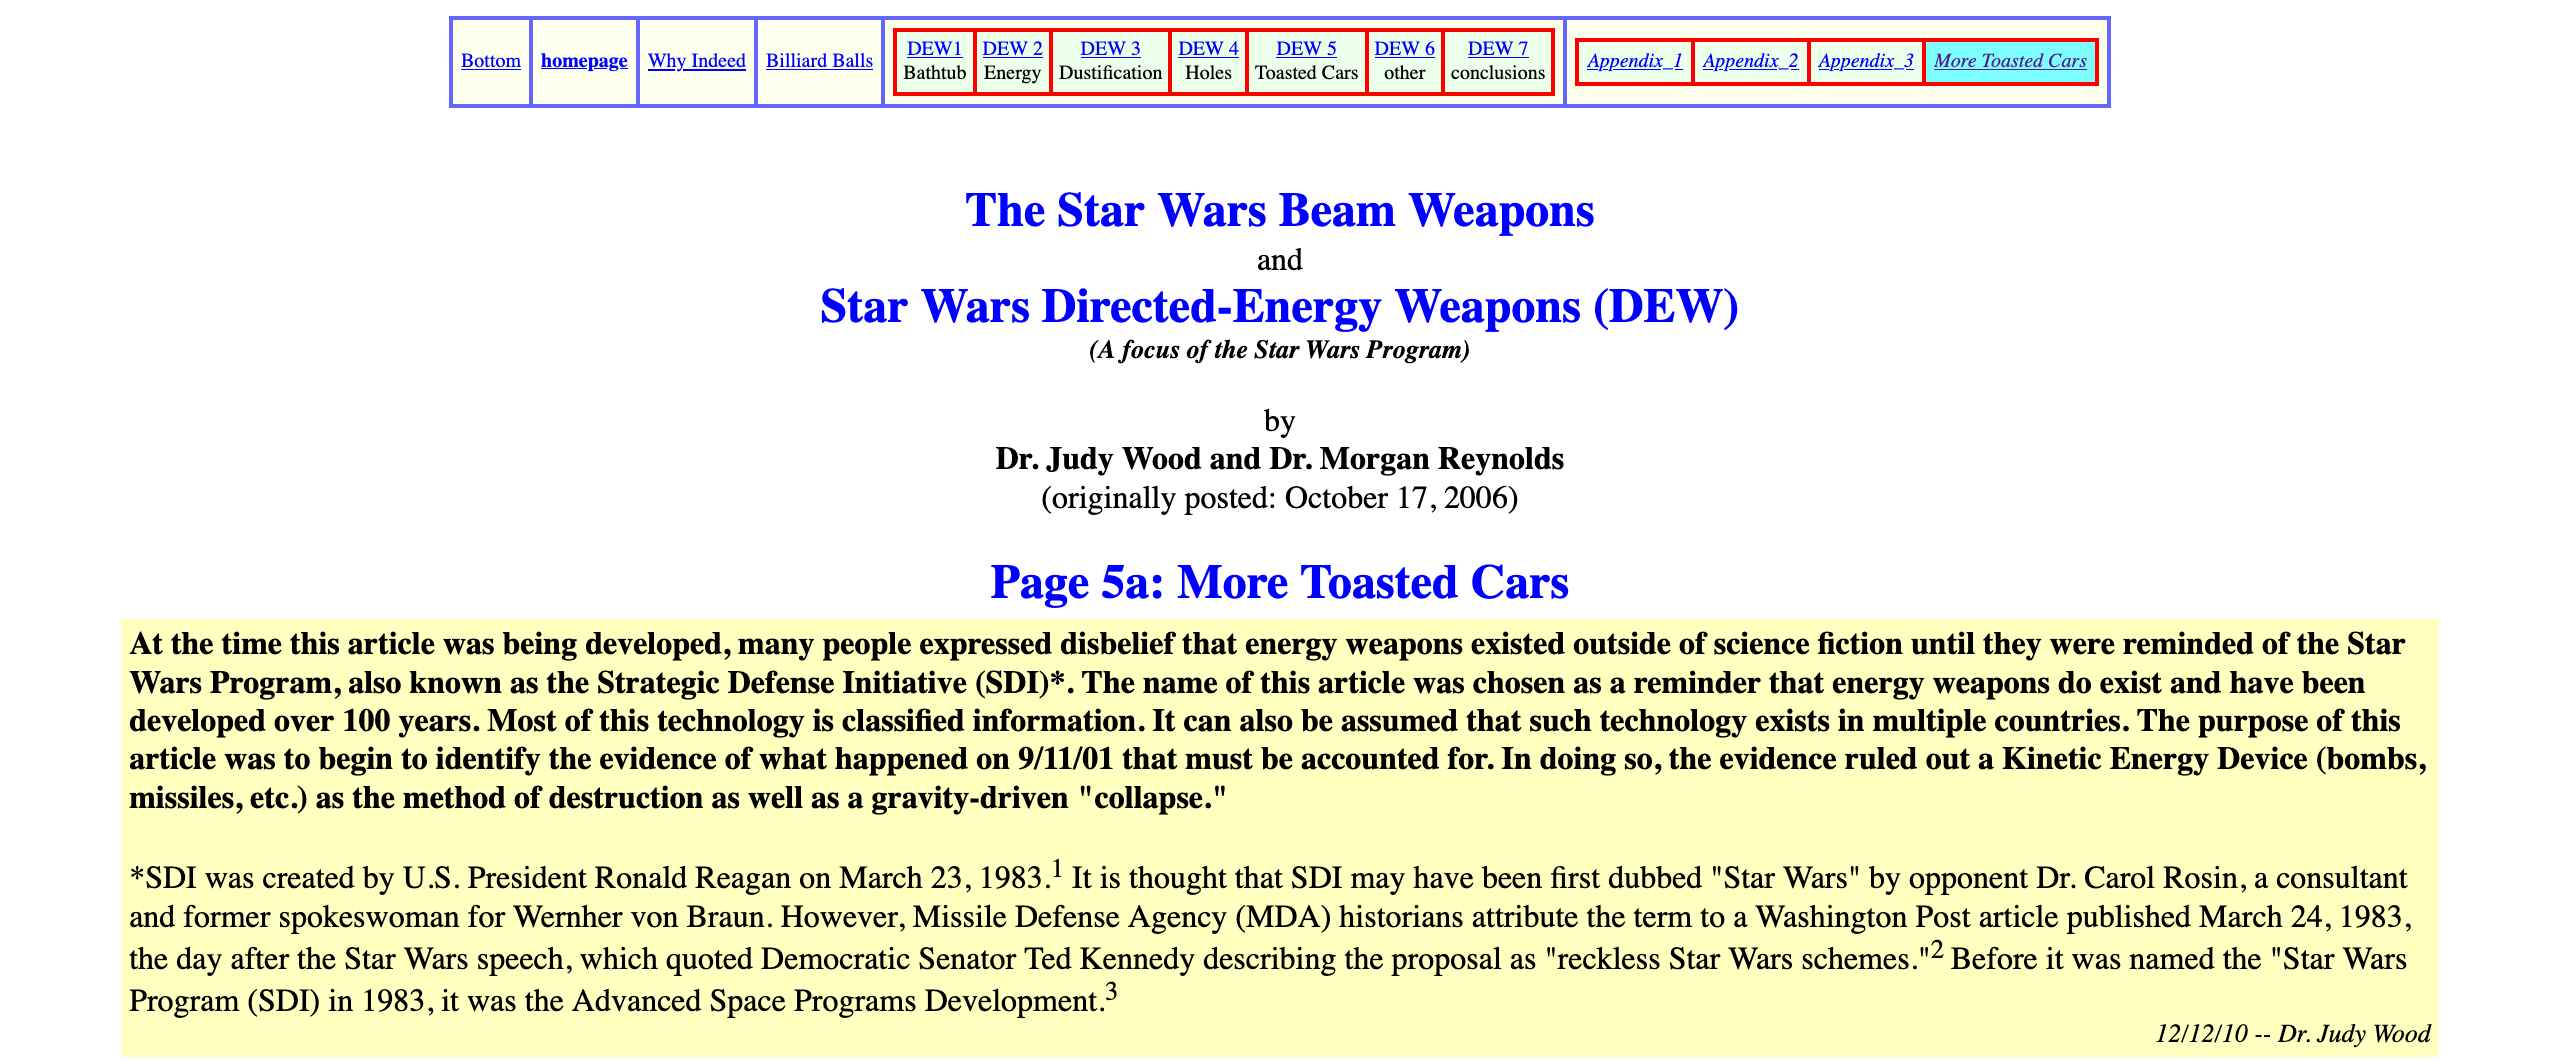 Bottom homepage Why Indeed Billiard Balls DEW1 DEW 2 DEW 3 DEW 4 DEW 5 DEW 6 DEW 7 Appendix_1 Appendix_2 Appendix_3 More Toasted Cars
Bathtub Energy Dustification Holes Toasted Cars other conclusions
The Star Wars Beam Weapons
and
Star Wars Directed-Energy Weapons (DEW)
(A focus of the Star Wars Program)
by
Dr. Judy Wood and Dr. Morgan Reynolds
(originally posted: October 17, 2006)
Page 5a: More Toasted Cars
At the time this article was being developed, many people expressed disbelief that energy weapons existed outside of science fiction until they were reminded of the Star
Wars Program, also known as the Strategic Defense Initiative (SDI)*. The name of this article was chosen as a reminder that energy weapons do exist and have been
developed over 100 years. Most of this technology is classified information. It can also be assumed that such technology exists in multiple countries. The purpose of this
article was to begin to identify the evidence of what happened on 9/11/01 that must be accounted for. In doing so, the evidence ruled out a Kinetic Energy Device (bombs,
missiles, etc.) as the method of destruction as well as a gravity-driven "collapse."
*SDI was created by U.S. President Ronald Reagan on March 23, 1983.1 It is thought that SDI may have been first dubbed "Star Wars" by opponent Dr. Carol Rosin, a consultant
and former spokeswoman for Wernher von Braun. However, Missile Defense Agency (MDA) historians attribute the term to a Washington Post article published March 24, 1983,
the day after the Star Wars speech, which quoted Democratic Senator Ted Kennedy describing the proposal as "reckless Star Wars schemes."2 Before it was named the "Star Wars
Program (SDI) in 1983, it was the Advanced Space Programs Development.3
12/12/10 -- Dr. Judy Wood